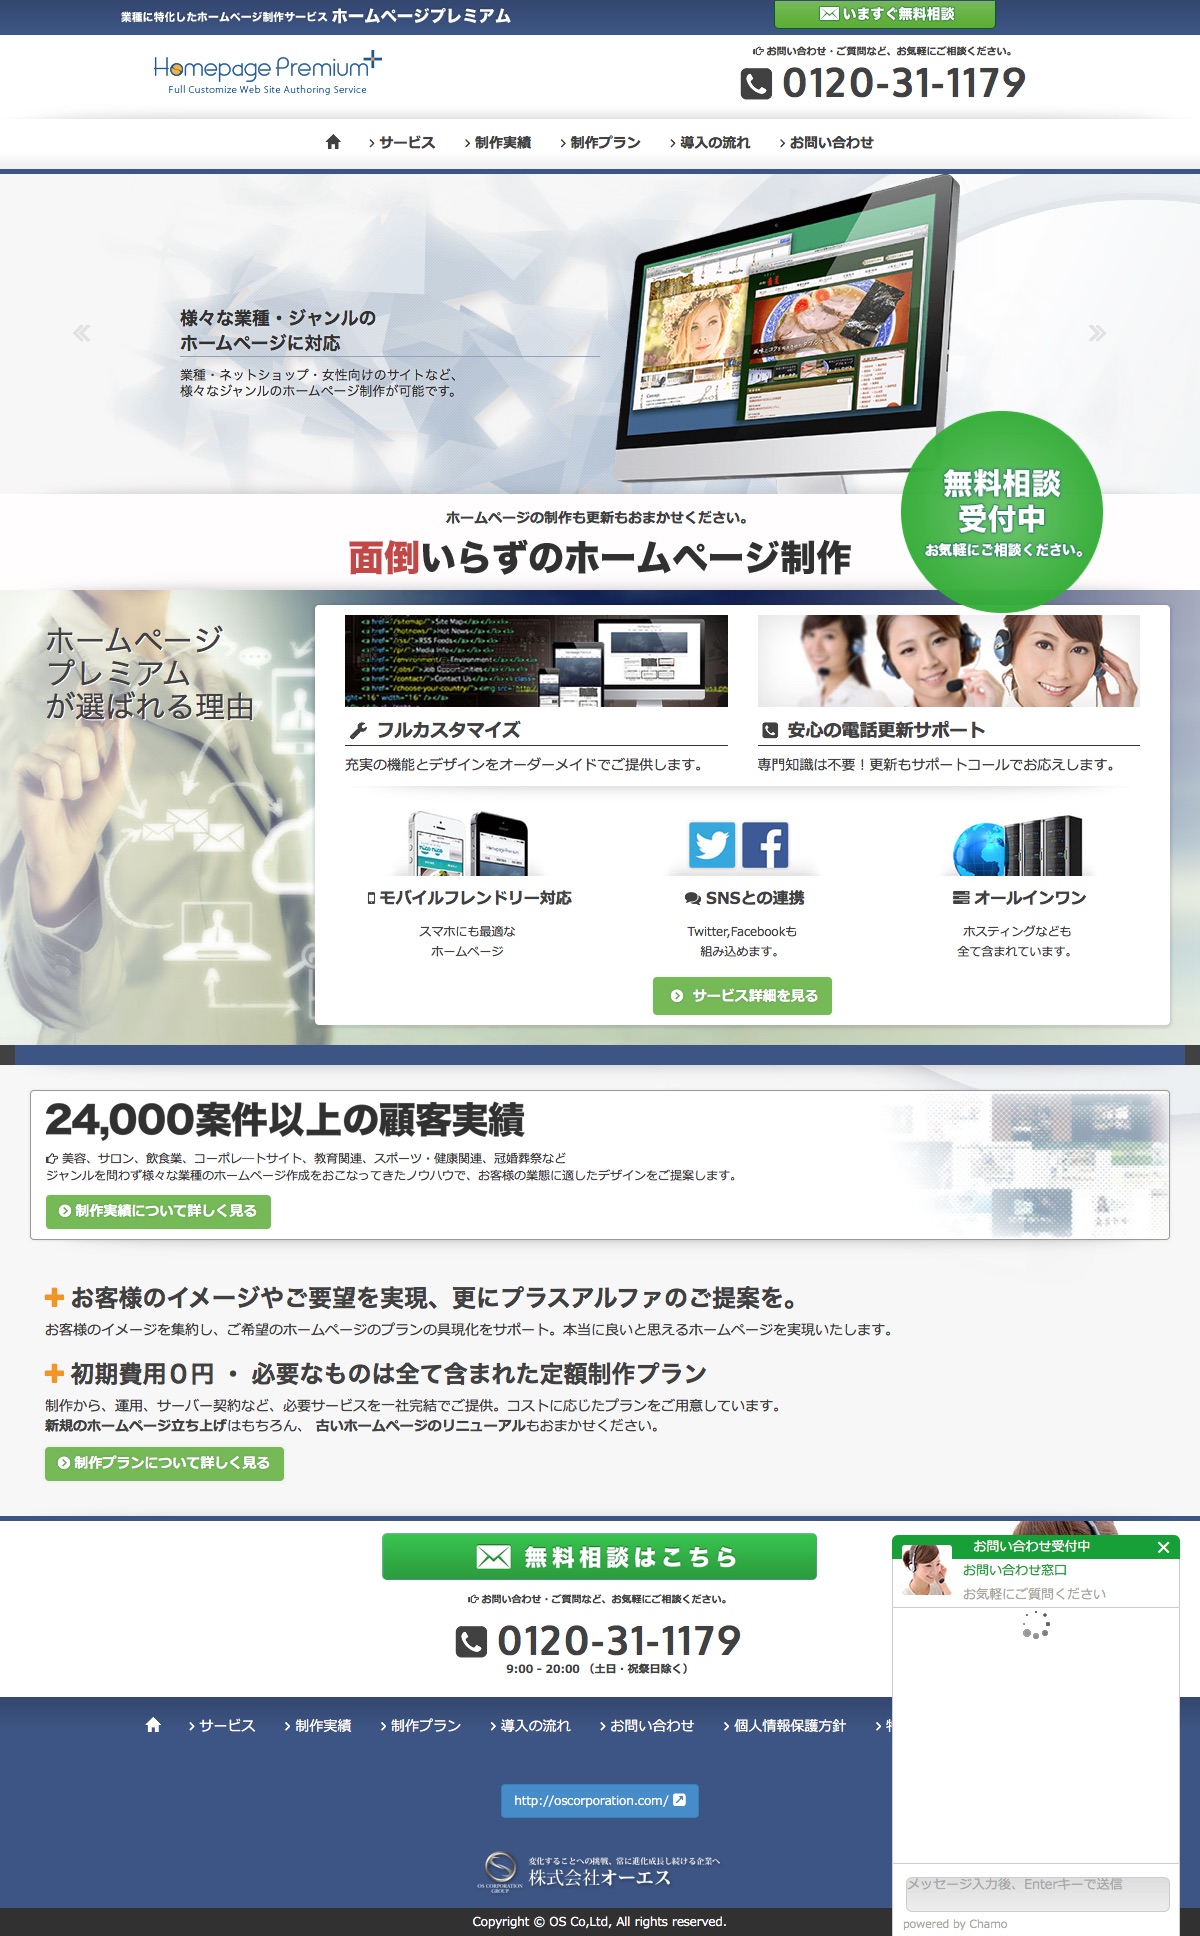 業種に特化したホームページ制作サービス ホームページプレミアム
いますぐ無料相談
Homepage Premium+
Full Customize Web Site Authoring Service
お問い合わせ・ご質問など、お気軽にご相談ください。
0120-31-1179
サービス
制作実績
制作プラン
導入の流れ
お問い合わせ
様々な業種・ジャンルの
ホームページに対応
業種・ネットショップ・女性向けのサイトなど、
様々なジャンルのホームページ制作が可能です。
無料相談
受付中
お気軽にご相談ください。
ホームページの制作も更新もおまかせください。
面倒いらずのホームページ制作
ホームページ
プレミアム
が選ばれる理由
フルカスタマイズ
充実の機能とデザインをオーダーメイドでご提供します。
安心の電話更新サポート
専門知識は不要！更新もサポートコールでお応えします。
モバイルフレンドリー対応
スマホにも最適な
ホームページ
SNSとの連携
Twitter,Facebookも
組み込めます。
オールインワン
ホスティングなども
全て含まれています。
サービス詳細を見る
24,000案件以上の顧客実績
美容、サロン、飲食業、コーポレートサイト、教育関連、スポーツ・健康関連、冠婚葬祭など
ジャンルを問わず様々な業種のホームページ作成をおこなってきたノウハウで、お客様の業態に適したデザインをご提案します。
制作実績について詳しく見る
お客様のイメージやご要望を実現、更にプラスアルファのご提案を。
お客様のイメージを集約し、ご希望のホームページのプランの具現化をサポート。本当に良いと思えるホームページを実現いたします。
初期費用０円 ・ 必要なものは全て含まれた定額制作プラン
制作から、運用、サーバー契約など、必要サービスを一社完結でご提供。コストに応じたプランをご用意しています。
新規のホームページ立ち上げはもちろん、 古いホームページのリニューアルもおまかせください。
制作プランについて詳しく見る
無料相談はこちら
お問い合わせ・ご質問など、お気軽にご相談ください。
0120-31-1179
9:00 - 20:00 （土日・祝祭日除く）
お問い合わせ受付中
お問い合わせ窓口
お気軽にご質問ください
メッセージ入力後、Enterキーで送信
powered by Chamo
サービス
制作実績
制作プラン
導入の流れ
お問い合わせ
個人情報保護方針
http://oscorporation.com/
OS CORPORATION
GROUP
変化することへの挑戦、常に進化成長し続ける企業へ
株式会社オーエス
Copyright © OS Co,Ltd, All rights reserved.